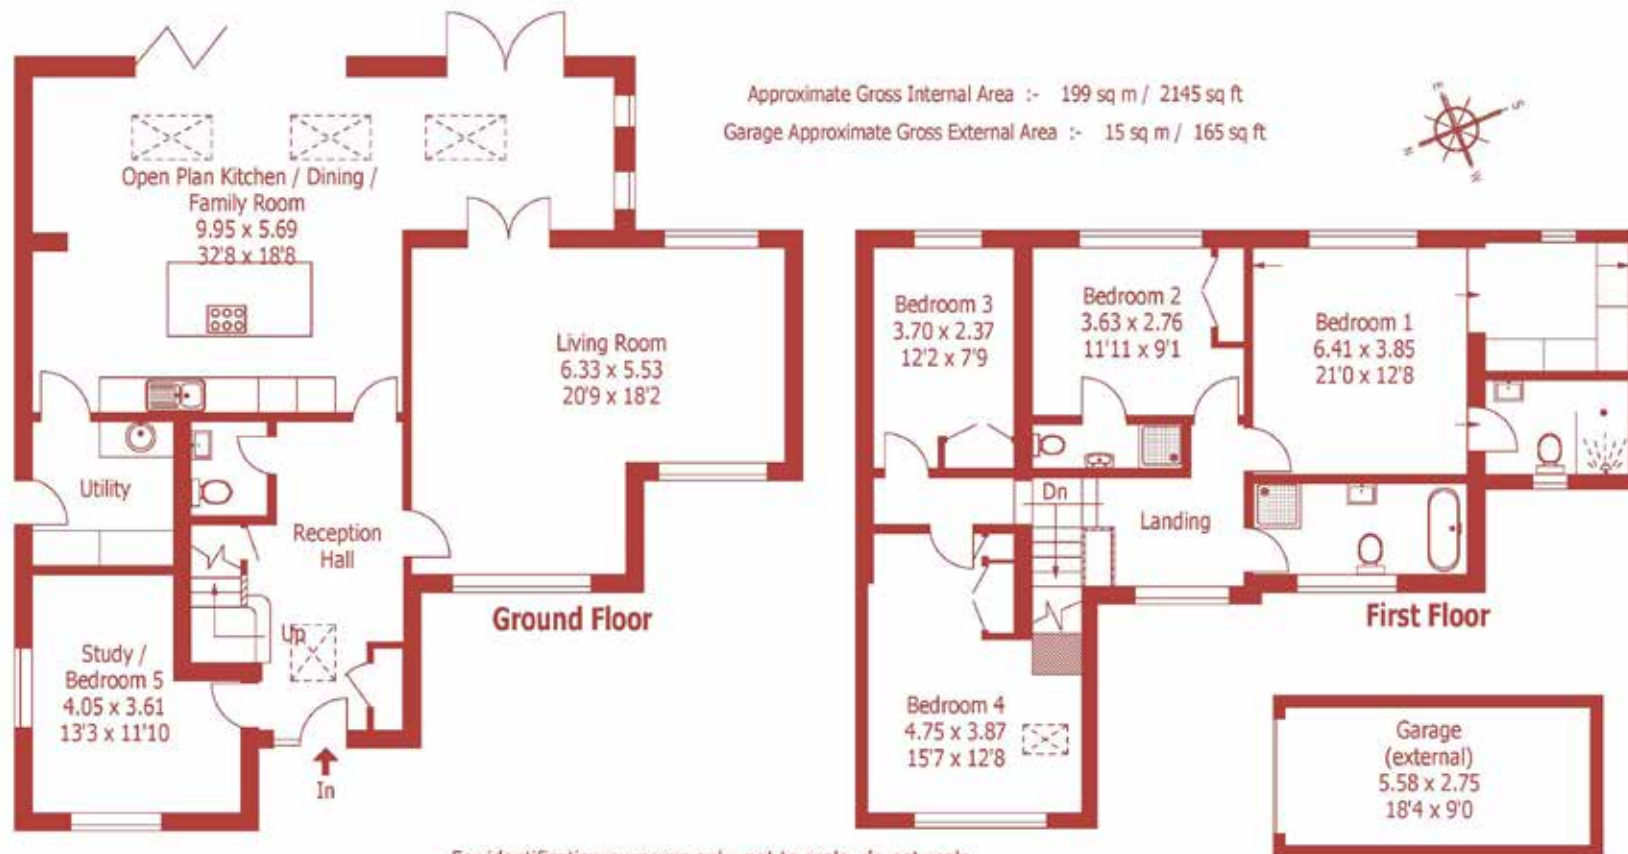 Approximate Gross Internal Area :- 199 sq m / 2145 sq ft
Garage Approximate Gross External Area :- 15 sq m / 165 sq ft
E
S
N
W
Open Plan Kitchen / Dining /
Family Room
9.95 x 5.69
32'8 x 18'8
Living Room
6.33 x 5.53
20'9 x 18'2
Utility
Reception
Hall
Up
Study /
Bedroom 5
4.05 x 3.61
13'3 x 11'10
In
Ground Floor
Bedroom 3
3.70 x 2.37
12'2 x 7'9
Bedroom 2
3.63 x 2.76
11'11 x 9'1
Bedroom 1
6.41 x 3.85
21'0 x 12'8
Dn
Landing
First Floor
Bedroom 4
4.75 x 3.87
15'7 x 12'8
Garage
(external)
5.58 x 2.75
18'4 x 9'0